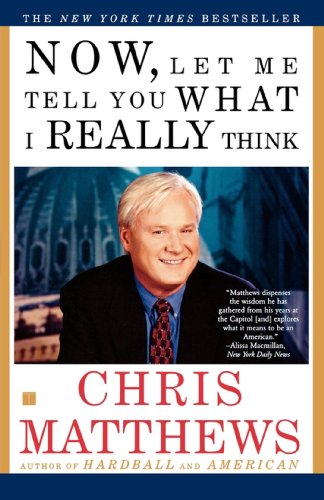 THE NEW YORK TIMES BESTSELLER
NOW, LET ME
TELL YOU WHAT
I REALLY THINK
"Matthews dispenses
the wisdom he has
gathered from his years
at the Capitol [and] explores
what it means to be an
American."
–Alissa Macmillan,
New York Daily News
CHRIS
MATTHEWS
AUTHOR OF HARDBALL AND AMERICAN